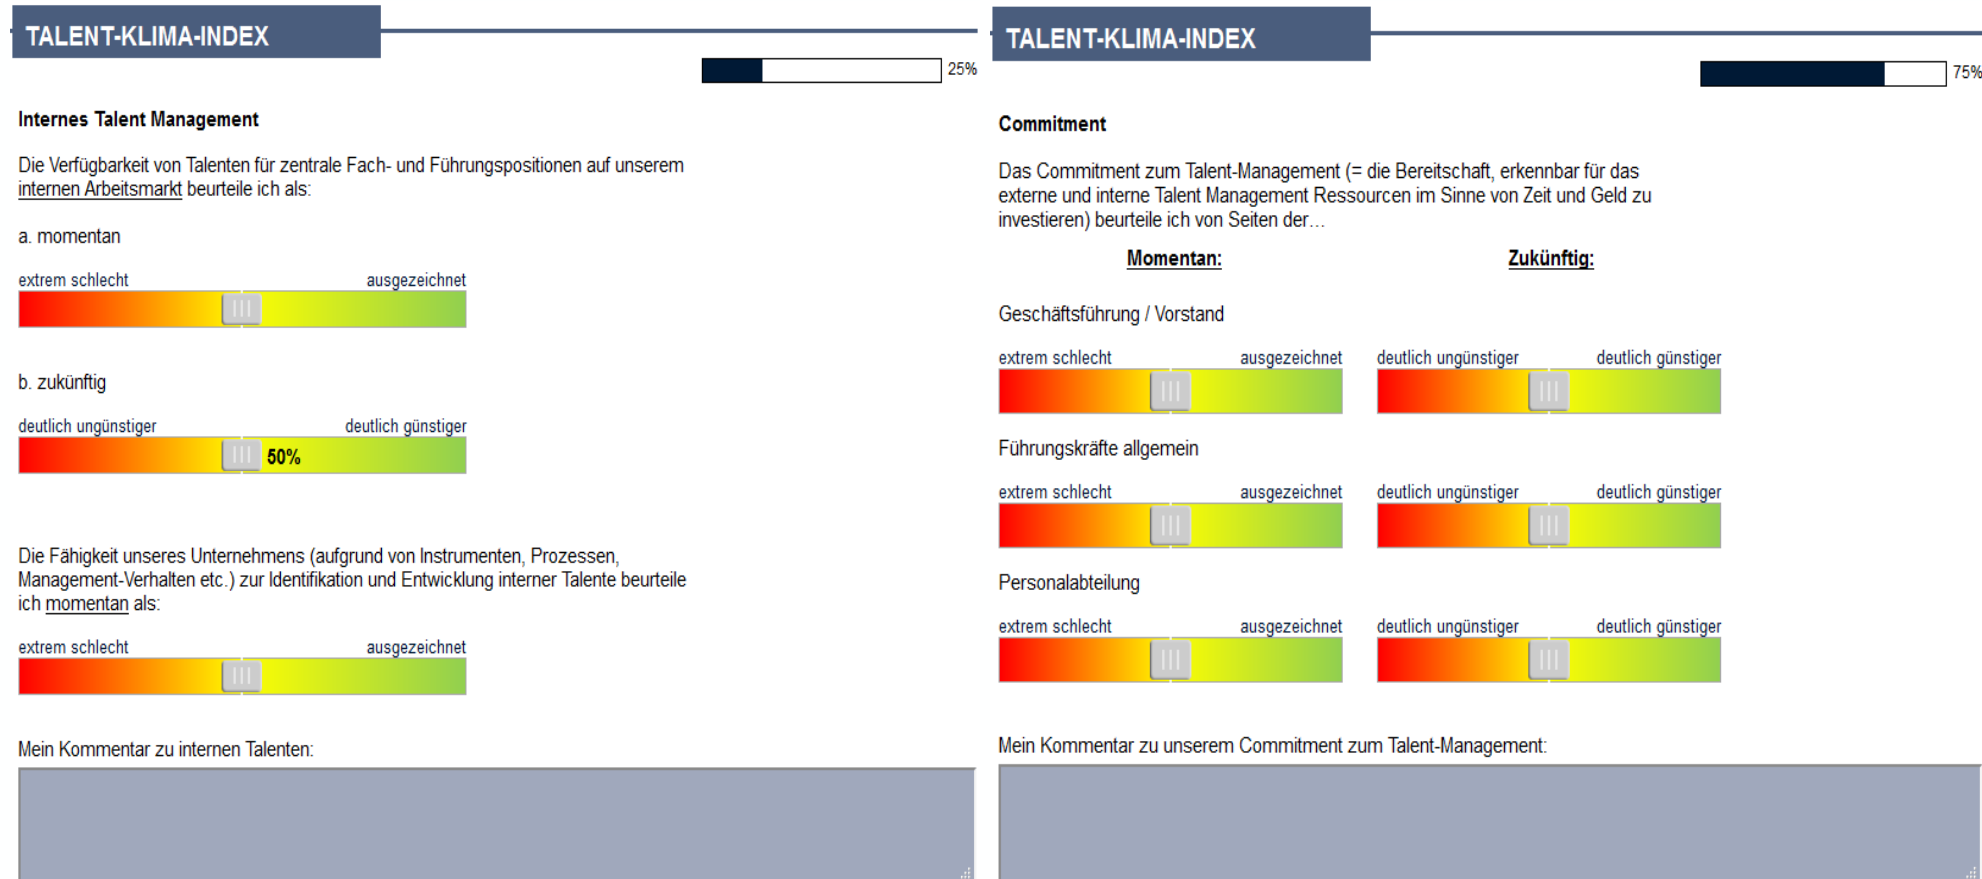 TALENT-KLIMA-INDEX
25%
Internes Talent Management
Die Verfügbarkeit von Talenten für zentrale Fach- und Führungspositionen auf unserem
internen Arbeitsmarkt beurteile ich als:
a. momentan
extrem schlecht ausgezeichnet
b. zukünftig
deutlich ungünstiger deutlich günstiger
50%
Die Fähigkeit unseres Unternehmens (aufgrund von Instrumenten, Prozessen,
Management-Verhalten etc.) zur Identifikation und Entwicklung interner Talente beurteile
ich momentan als:
extrem schlecht ausgezeichnet
Mein Kommentar zu internen Talenten:
TALENT-KLIMA-INDEX
75%
Commitment
Das Commitment zum Talent-Management (= die Bereitschaft, erkennbar für das
externe und interne Talent Management Ressourcen im Sinne von Zeit und Geld zu
investieren) beurteile ich von Seiten der...
Momentan: Zukünftig:
Geschäftsführung / Vorstand
extrem schlecht ausgezeichnet deutlich ungünstiger deutlich günstiger
Führungskräfte allgemein
extrem schlecht ausgezeichnet deutlich ungünstiger deutlich günstiger
Personalabteilung
extrem schlecht ausgezeichnet deutlich ungünstiger deutlich günstiger
Mein Kommentar zu unserem Commitment zum Talent-Management: